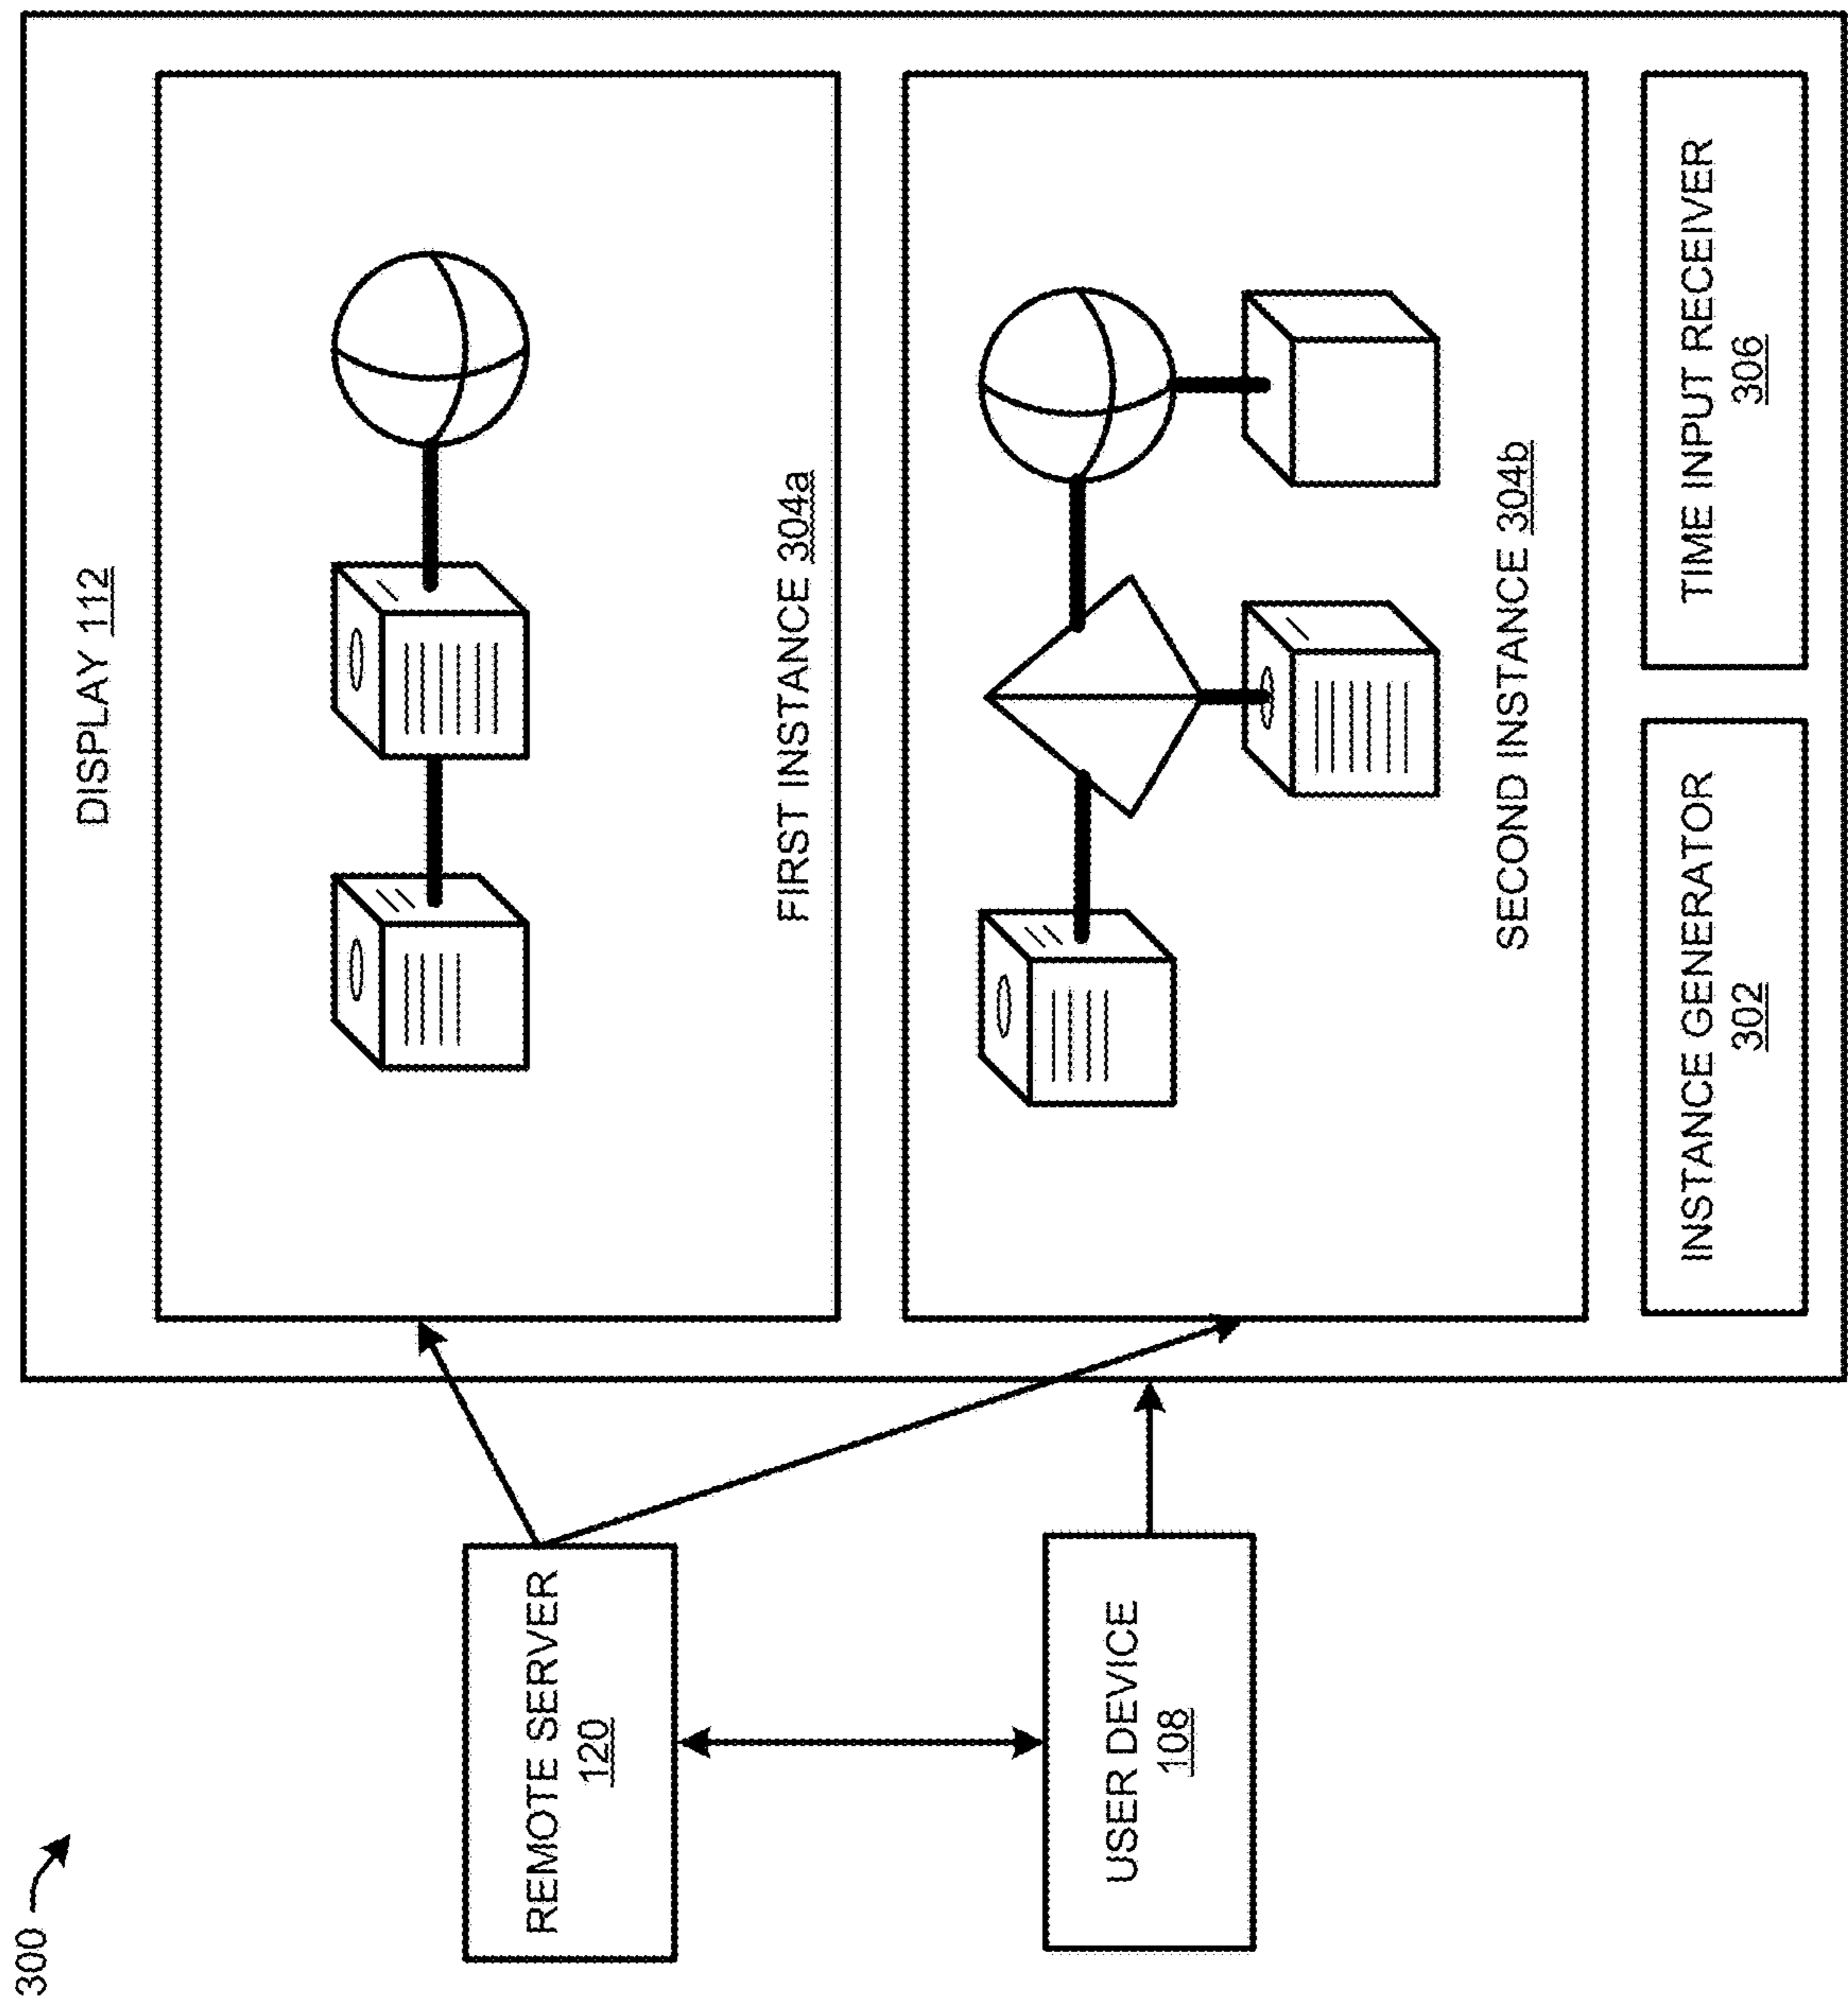 300
REMOTE SERVER
120
USER DEVICE
108
DISPLAY 112
FIRST INSTANCE 304a
SECOND INSTANCE 304b
INSTANCE GENERATOR
302
TIME INPUT RECEIVER
306